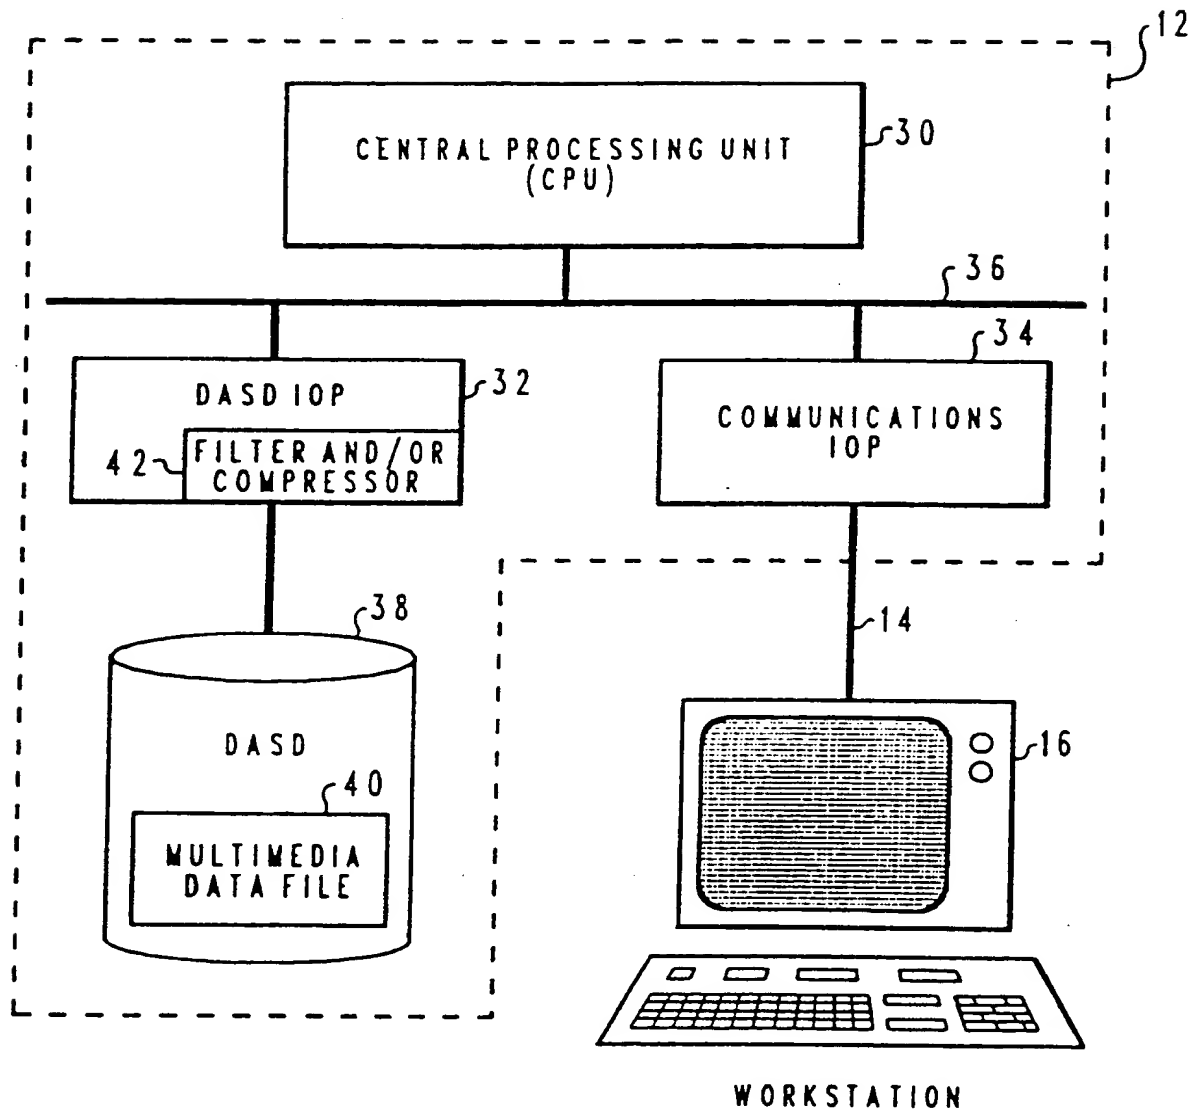 12
CENTRAL PROCESSING UNIT
(CPU)
30
36
34
DASD IOP
32
COMMUNICATIONS
IOP
42
FILTER AND/OR
COMPRESSOR
38
14
DASD
16
40
MULTIMEDIA
DATA FILE
WORKSTATION